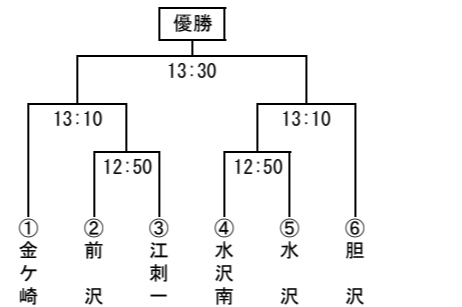 優勝
13:30
13:10 13:10
12:50 12:50
① ② ③ ④ ⑤ ⑥
金ケ崎
前沢
江刺一
水沢南
水沢
胆沢